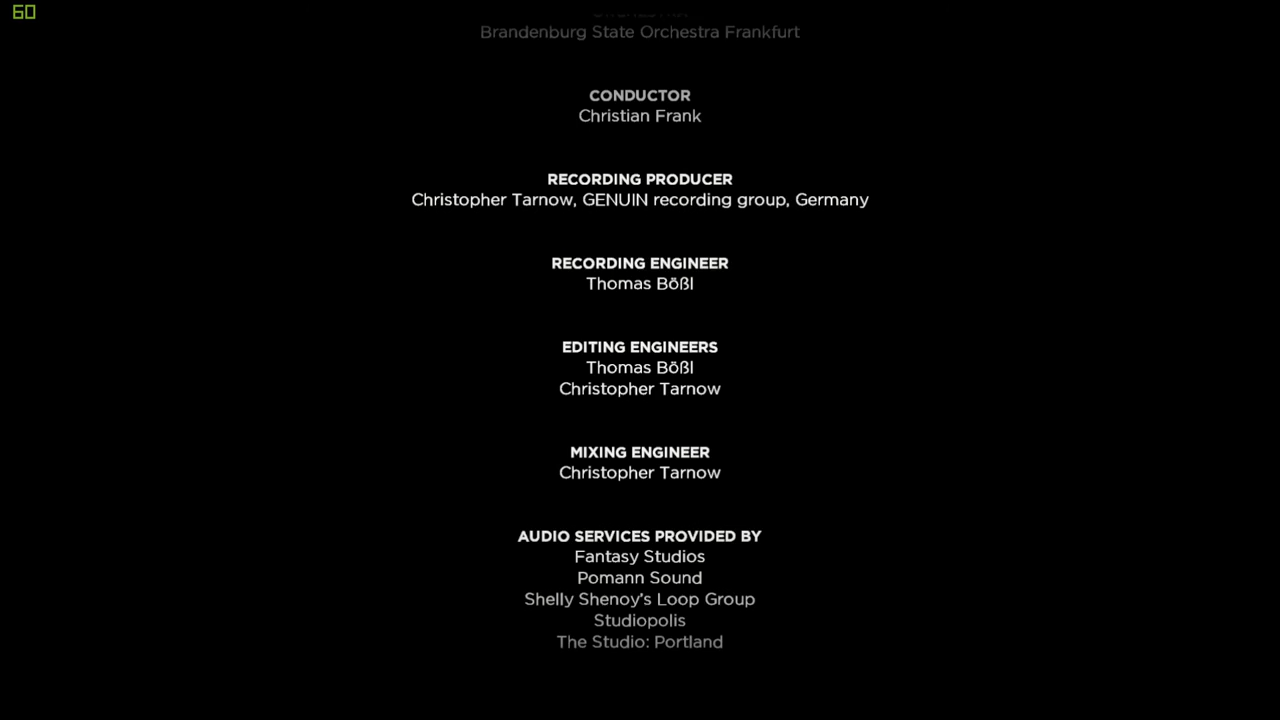 60
Brandenburg State Orchestra Frankfurt
CONDUCTOR
Christian Frank
RECORDING PRODUCER
Christopher Tarnow, GENUIN recording group, Germany
RECORDING ENGINEER
Thomas Bößl
EDITING ENGINEERS
Thomas Bößl
Christopher Tarnow
MIXING ENGINEER
Christopher Tarnow
AUDIO SERVICES PROVIDED BY
Fantasy Studios
Pomann Sound
Shelly Shenoy’s Loop Group
Studiopolis
The Studio: Portland